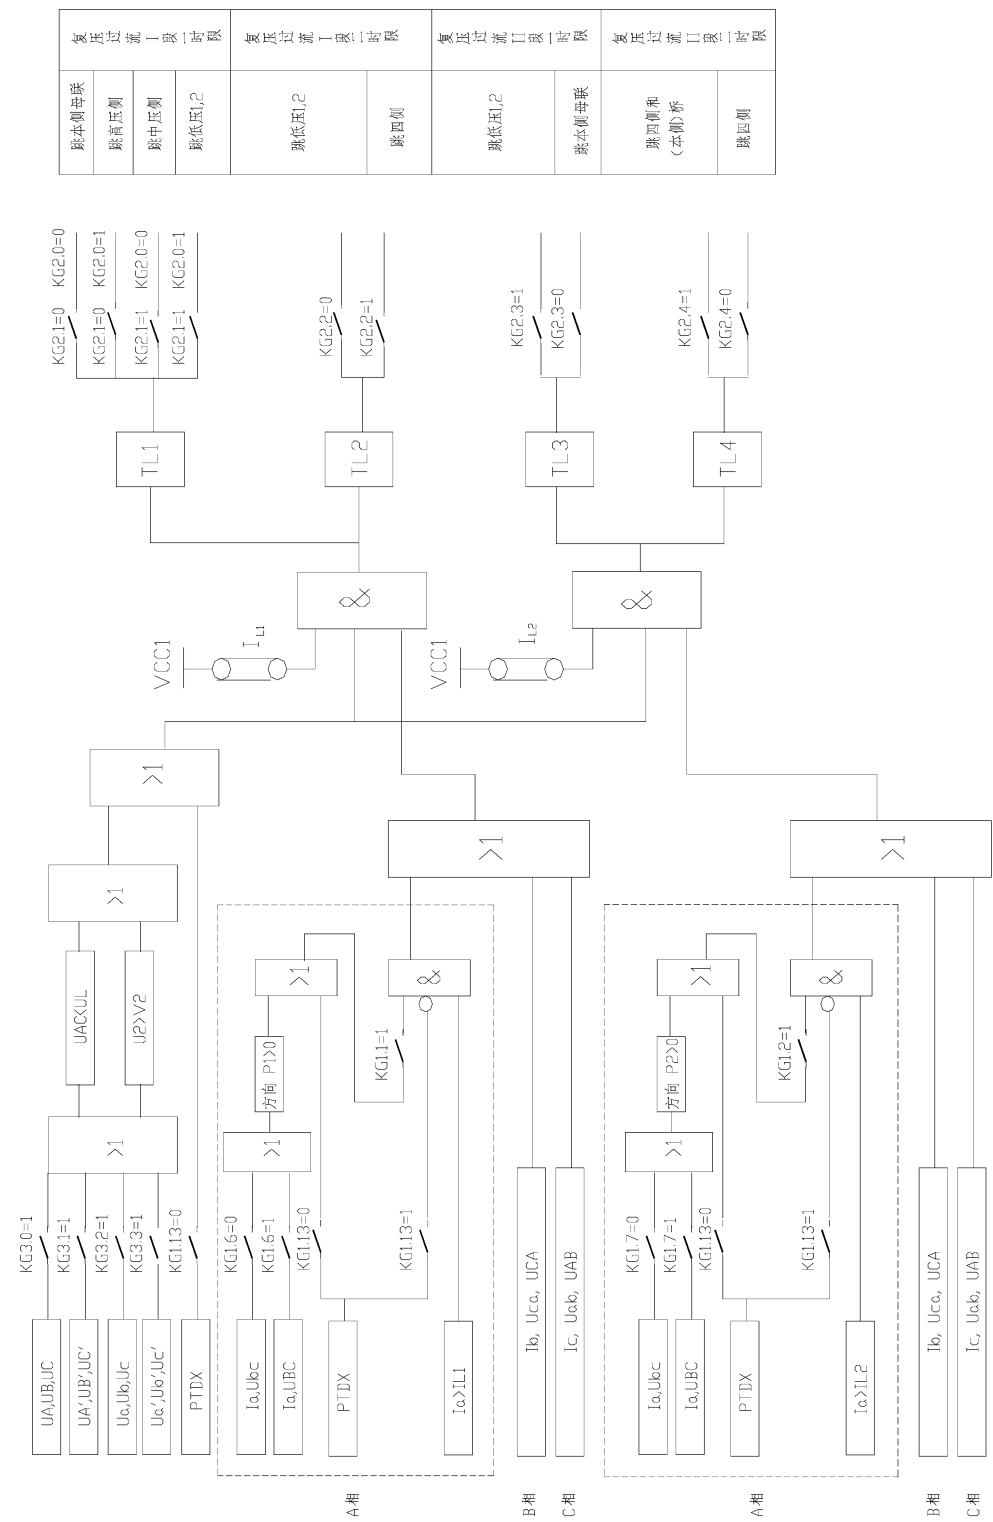 复压过流I段一时限
复压过流I段二时限
复压过流II段一时限
复压过流II段二时限
跳本侧母联
跳高压侧
跳中压侧
跳低压1,2
跳低压1,2
跳四侧
跳低压1,2
跳本侧母联
跳四侧和
(本侧)桥
跳四侧
KG2.1=0 KG2.0=0
KG2.1=0 KG2.0=1
KG2.1=1 KG2.0=0
KG2.1=1 KG2.0=1
KG2.2=0
KG2.2=1
KG2.3=1
KG2.3=0
KG2.4=1
KG2.4=0
TL1
TL2
TL3
TL4
&
&
VCC1
IL1
VCC1
IL2
>1
>1
>1
>1
UAC<UL
U2>V2
>1
>1
&
方向 P1>0
KG1.1=1
>1
>1
&
方向 P2>0
KG1.2=1
>1
>1
KG3.0=1
KG3.1=1
KG3.2=1
KG3.3=1
KG1.13=0
KG1.6=0
KG1.6=1
KG1.13=0
KG1.13=1
KG1.7=0
KG1.7=1
KG1.13=0
KG1.13=1
UA,UB,UC
UA',UB',UC'
Ua,Ub,Uc
Ua',Ub',Uc'
PTDX
Ia,Ubc
Ia,UBC
PTDX
Ia>IL1
Ib, Uca, UCA
Ic, Uab, UAB
Ia,Ubc
Ia,UBC
PTDX
Ia>IL2
Ib, Uca, UCA
Ic, Uab, UAB
A相
B相
C相
A相
B相
C相